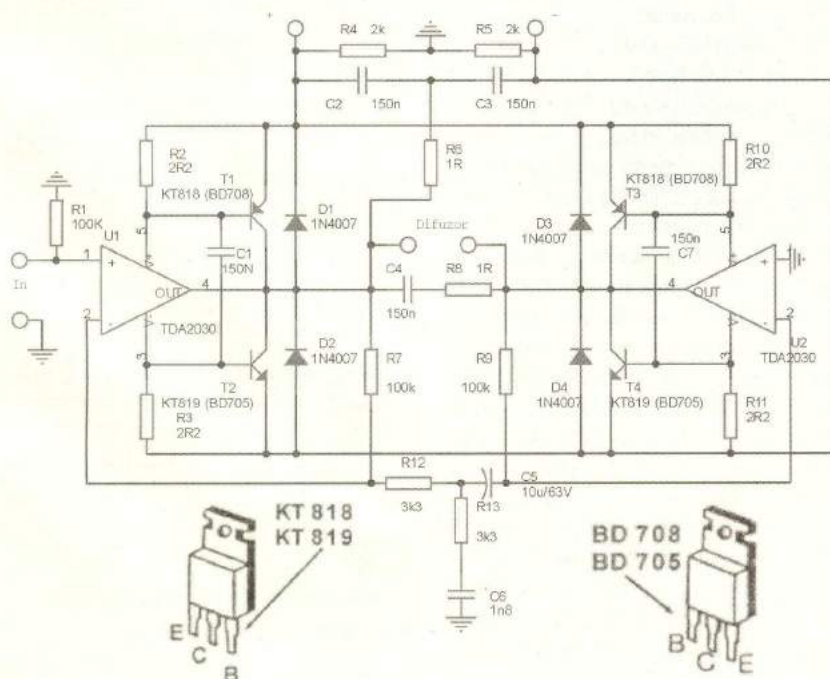 +
-
R4 2k
R5 2k
C2 150n
C3 150n
R2
2R2
T1
KT818 (BD708)
R6
1R
R10
2R2
KT818 (BD708)
T3
R1
100K
U1
D1
1N4007
D3
1N4007
Difuzor
5
C1
150N
150n
C7
5
1
+
V+
V+
+
In
OUT
4
C4
150n
R8 1R
4
OUT
2
-
V-
TDA2030
V-
-
2
3
D2
1N4007
R7
100k
R9
100k
D4
1N4007
3
U2
TDA2030
T2
KT819 (BD705)
R3
2R2
T4
KT819 (BD705)
R11
2R2
R12
3k3
C5
10u/63V
R13
3k3
C6
1n8
KT 818
KT 819
E
C
B
BD 708
BD 705
B
C
E